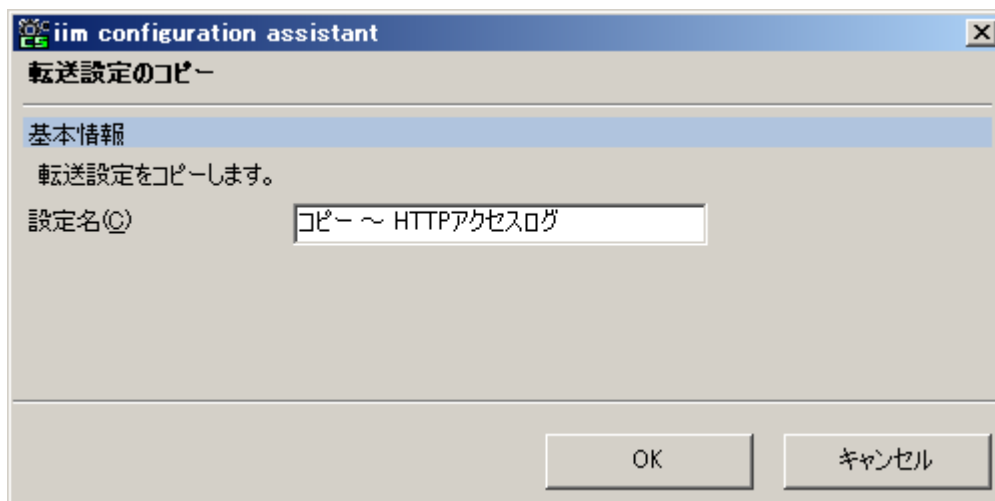 iim configuration assistant
転送設定のコピー
基本情報
転送設定をコピーします。
設定名(C) コピー ～ HTTPアクセスログ
OK キャンセル